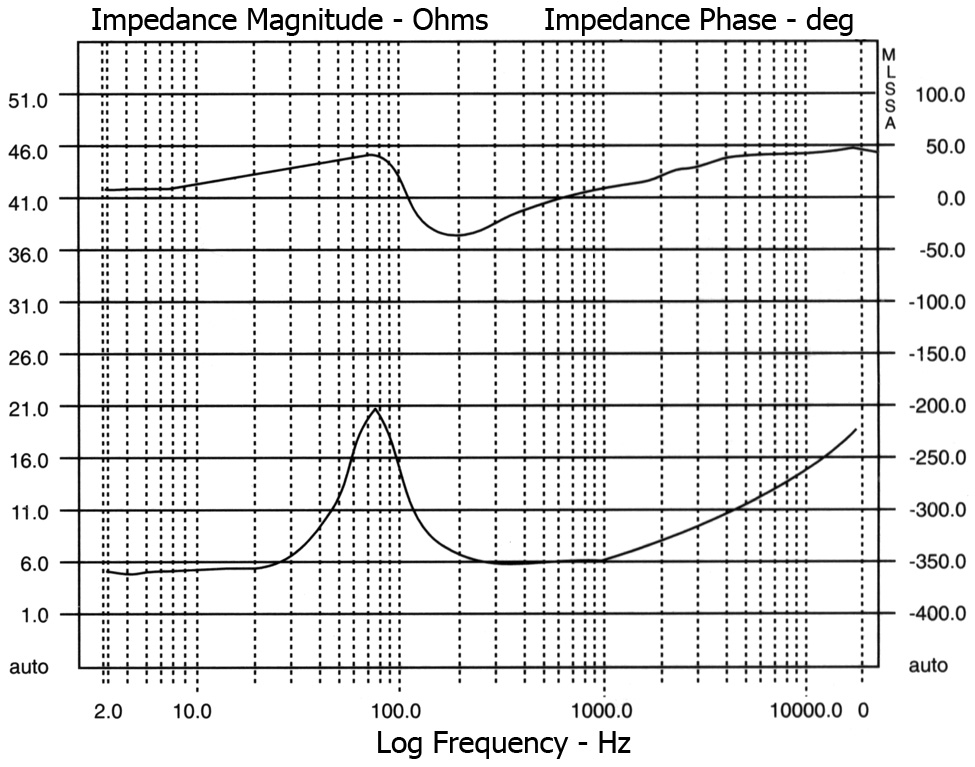 Impedance Magnitude - Ohms Impedance Phase - deg
MLSSA
51.0 100.0
46.0 50.0
41.0 0.0
36.0 -50.0
31.0 -100.0
26.0 -150.0
21.0 -200.0
16.0 -250.0
11.0 -300.0
6.0 -350.0
1.0 -400.0
auto auto
2.0 10.0 100.0 1000.0 10000.0 0
Log Frequency - Hz